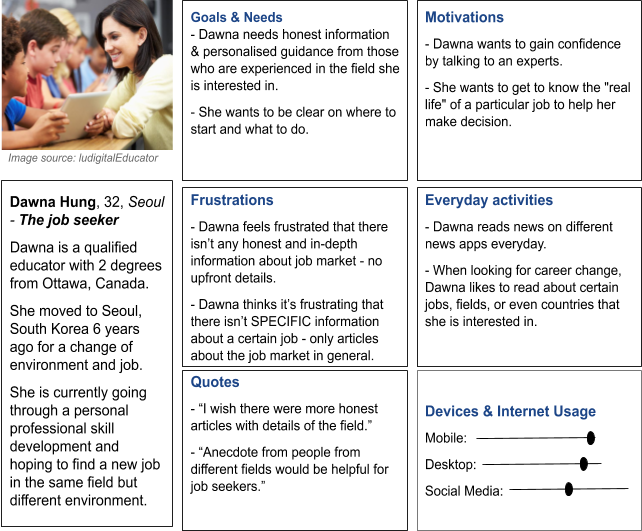 Image source: ludigitalEducator
Dawna Hung, 32, Seoul
- The job seeker
Dawna is a qualified
educator with 2 degrees
from Ottawa, Canada.
She moved to Seoul,
South Korea 6 years
ago for a change of
environment and job.
She is currently going
through a personal
professional skill
development and
hoping to find a new job
in the same field but
different environment.
Goals & Needs
- Dawna needs honest information
& personalised guidance from those
who are experienced in the field she
is interested in.
- She wants to be clear on where to
start and what to do.
Motivations
- Dawna wants to gain confidence
by talking to an experts.
- She wants to get to know the "real
life" of a particular job to help her
make decision.
Frustrations
- Dawna feels frustrated that there
isn’t any honest and in-depth
information about job market - no
upfront details.
- Dawna thinks it’s frustrating that
there isn’t SPECIFIC information
about a certain job - only articles
about the job market in general.
Everyday activities
- Dawna reads news on different
news apps everyday.
- When looking for career change,
Dawna likes to read about certain
jobs, fields, or even countries that
she is interested in.
Quotes
- “I wish there were more honest
articles with details of the field.”
- “Anecdote from people from
different fields would be helpful for
job seekers.”
Devices & Internet Usage
Mobile:
Desktop:
Social Media: